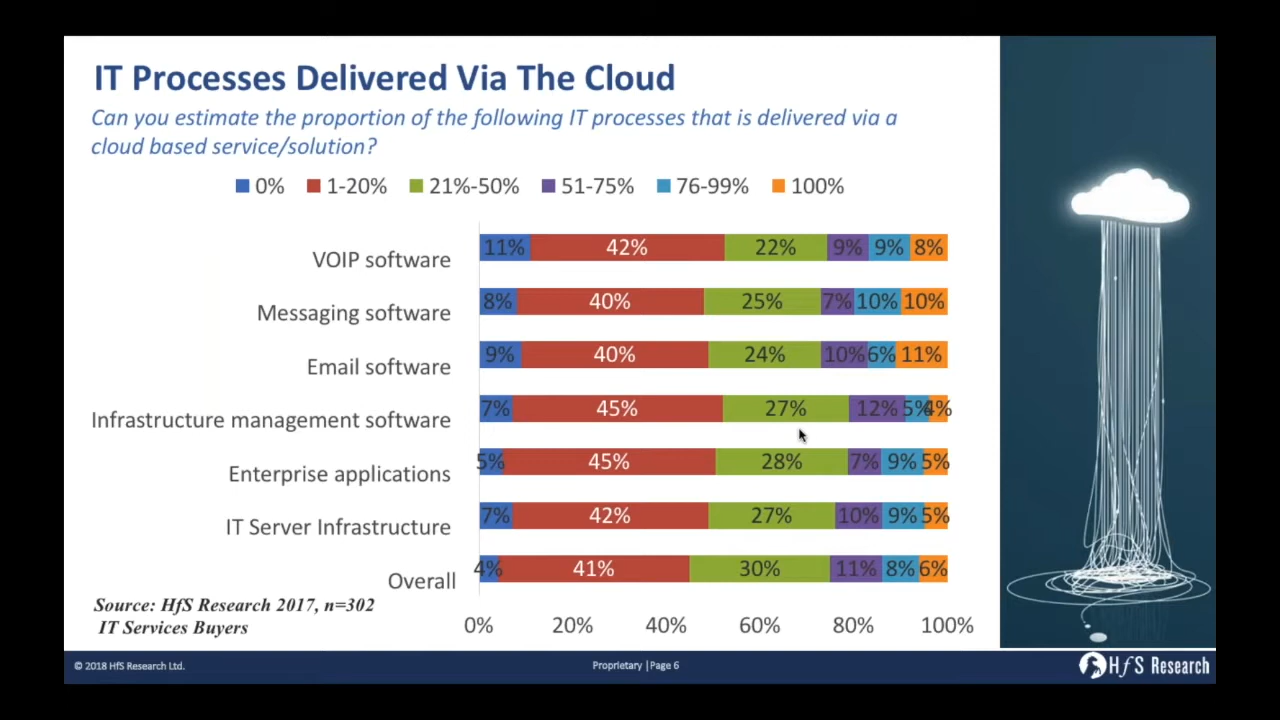 IT Processes Delivered Via The Cloud
Can you estimate the proportion of the following IT processes that is delivered via a
cloud based service/solution?
0% 1-20% 21%-50% 51-75% 76-99% 100%
VOIP software 11% 42% 22% 9% 9% 8%
Messaging software 8% 40% 25% 7% 10% 10%
Email software 9% 40% 24% 10% 6% 11%
Infrastructure management software 7% 45% 27% 12% 5% 4%
Enterprise applications 5% 45% 28% 7% 9% 5%
IT Server Infrastructure 7% 42% 27% 10% 9% 5%
Overall 4% 41% 30% 11% 8% 6%
0% 20% 40% 60% 80% 100%
Source: HfS Research 2017, n=302
IT Services Buyers
© 2018 HfS Research Ltd.
Proprietary |Page 6
HfS Research